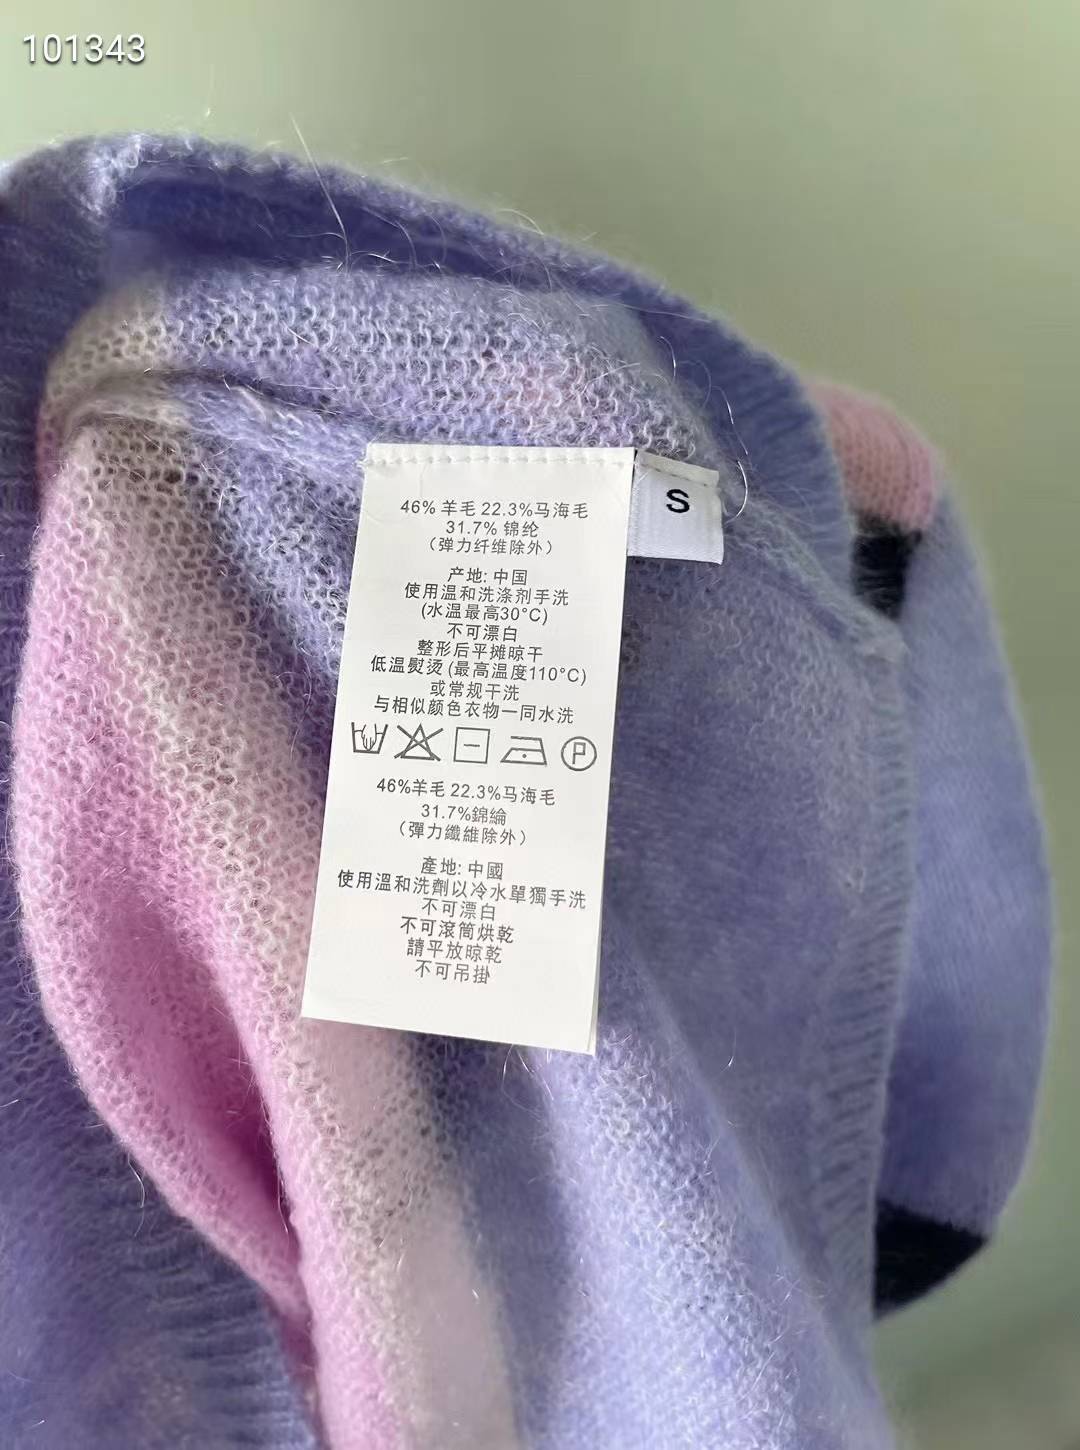 101343
46% 羊毛 22.3%马海毛
31.7% 锦纶
（弹力纤维除外）
产地: 中国
使用温和洗涤剂手洗
(水温最高30°C)
不可漂白
整形后平摊晾干
低温熨烫 (最高温度110°C)
或常规干洗
与相似颜色衣物一同水洗
P
46%羊毛 22.3%马海毛
31.7%錦綸
（彈力纖維除外）
產地: 中國
使用溫和洗劑以冷水單獨手洗
不可漂白
不可滾筒烘乾
請平放晾乾
不可吊掛
S